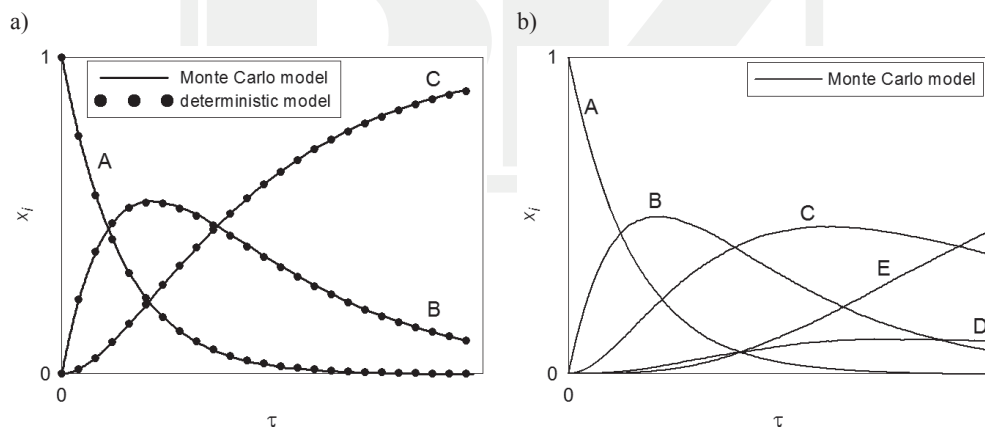 a)
1
Monte Carlo model
deterministic model
A
C
B
x_i
0
0
τ
b)
1
Monte Carlo model
A
B
C
E
D
x_i
0
0
τ